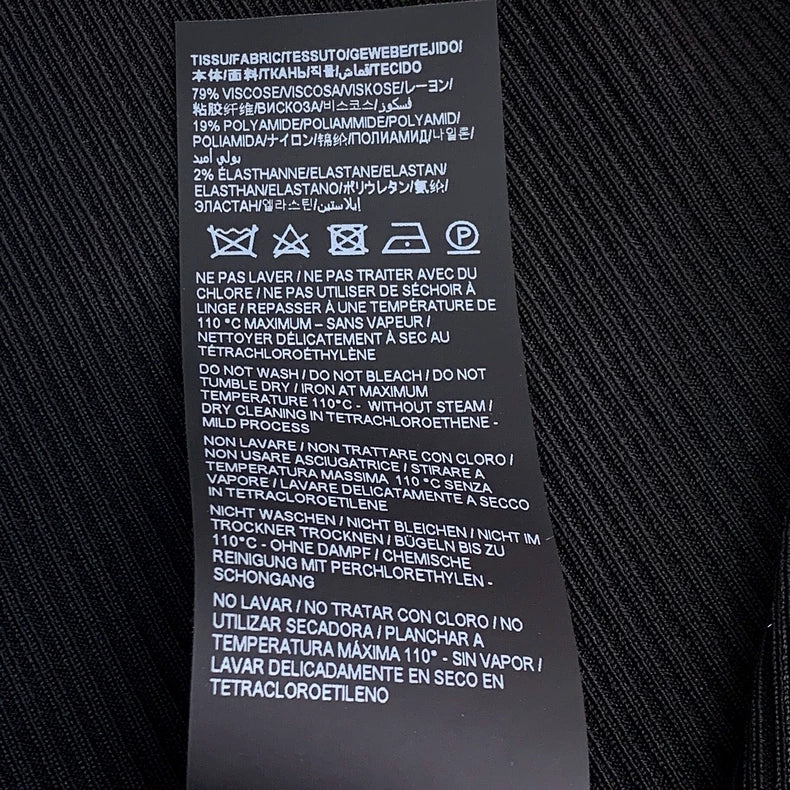 TISSU/FABRIC/TESSUTO/GEWEBE/TEJIDO/
本体/面料/ТКАНЬ/직물/قماش/TECIDO
79% VISCOSE/VISCOSA/VISKOSE/レーヨン/
粘胶纤维/ВИСКОЗА/비스코스/فسكوز
19% POLYAMIDE/POLIAMMIDE/POLYAMID/
POLIAMIDA/ナイロン/锦纶/ПОЛИАМИД/나일론/
بولي أميد
2% ÉLASTHANNE/ELASTANE/ELASTAN/
ELASTHAN/ELASTANO/ポリウレタン/氨纶/
ЭЛАСТАН/엘라스틴/إيلاستين
P
NE PAS LAVER / NE PAS TRAITER AVEC DU
CHLORE / NE PAS UTILISER DE SÉCHOIR À
LINGE / REPASSER À UNE TEMPÉRATURE DE
110 °C MAXIMUM – SANS VAPEUR /
NETTOYER DÉLICATEMENT À SEC AU
TÉTRACHLOROÉTHYLÈNE
DO NOT WASH / DO NOT BLEACH / DO NOT
TUMBLE DRY / IRON AT MAXIMUM
TEMPERATURE 110°C - WITHOUT STEAM /
DRY CLEANING IN TETRACHLOROETHENE -
MILD PROCESS
NON LAVARE / NON TRATTARE CON CLORO /
NON USARE ASCIUGATRICE / STIRARE A
TEMPERATURA MASSIMA 110 °C SENZA
VAPORE / LAVARE DELICATAMENTE A SECCO
IN TETRACLOROETILENE
NICHT WASCHEN / NICHT BLEICHEN / NICHT IM
TROCKNER TROCKNEN / BÜGELN BIS ZU
110°C - OHNE DAMPF / CHEMISCHE
REINIGUNG MIT PERCHLORETHYLEN -
SCHONGANG
NO LAVAR / NO TRATAR CON CLORO / NO
UTILIZAR SECADORA / PLANCHAR A
TEMPERATURA MÁXIMA 110° - SIN VAPOR /
LAVAR DELICADAMENTE EN SECO EN
TETRACLOROETILENO